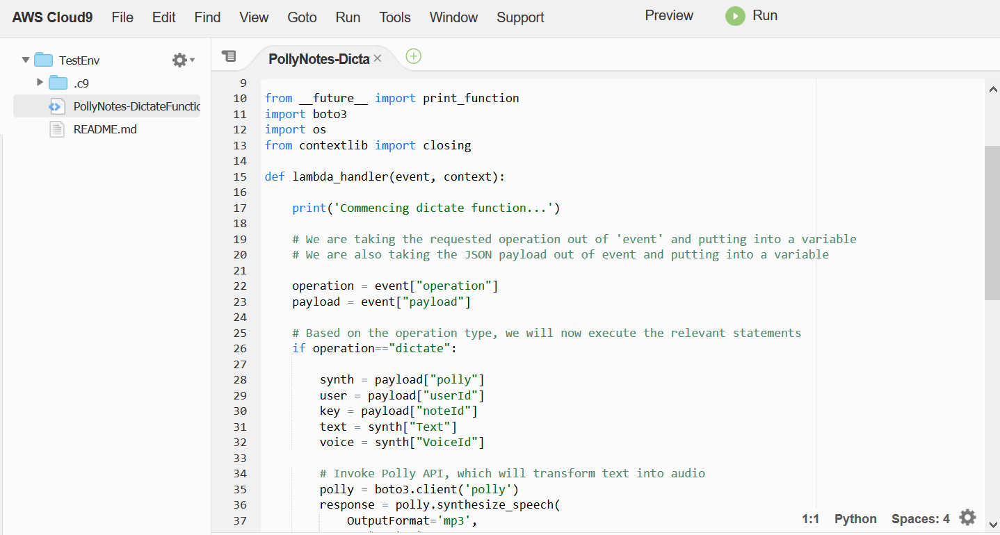 AWS Cloud9 File Edit Find View Goto Run Tools Window Support Preview Run
TestEnv
.c9
PollyNotes-DictateFunctic
README.md
PollyNotes-Dicta
9
10 from __future__ import print_function
11 import boto3
12 import os
13 from contextlib import closing
14
15 def lambda_handler(event, context):
16
17 print('Commencing dictate function...')
18
19 # We are taking the requested operation out of 'event' and putting into a variable
20 # We are also taking the JSON payload out of event and putting into a variable
21
22 operation = event["operation"]
23 payload = event["payload"]
24
25 # Based on the operation type, we will now execute the relevant statements
26 if operation=="dictate":
27
28 synth = payload["polly"]
29 user = payload["userId"]
30 key = payload["noteId"]
31 text = synth["Text"]
32 voice = synth["VoiceId"]
33
34 # Invoke Polly API, which will transform text into audio
35 polly = boto3.client('polly')
36 response = polly.synthesize_speech(
37 OutputFormat='mp3',
1:1 Python Spaces: 4